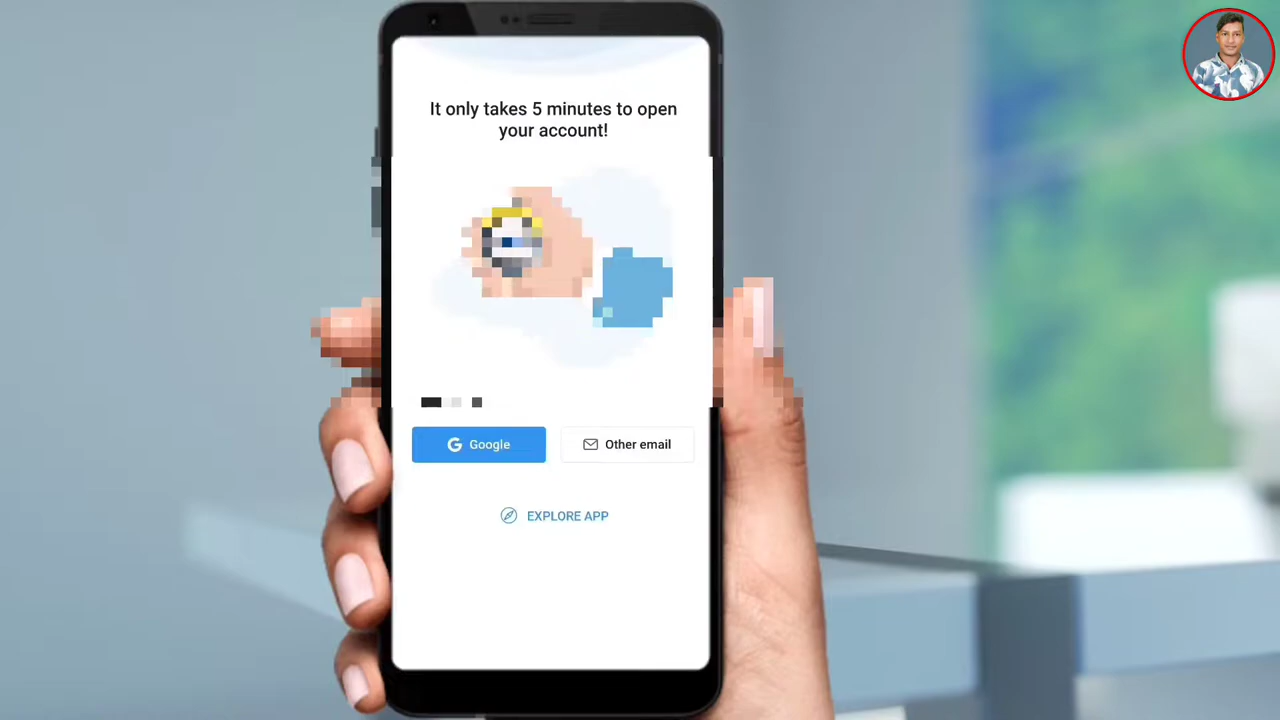 It only takes 5 minutes to open
your account!
Google
Other email
EXPLORE APP